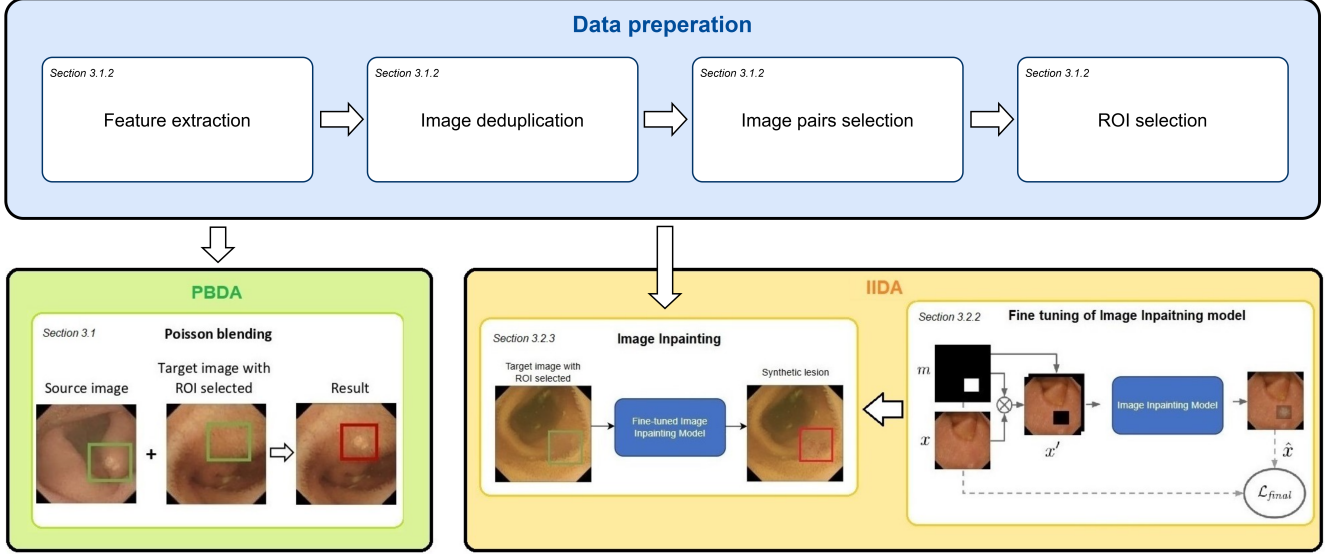 Data preperation
Section 3.1.2
Feature extraction
Section 3.1.2
Image deduplication
Section 3.1.2
Image pairs selection
Section 3.1.2
ROI selection
PBDA
Section 3.1
Poisson blending
Source image
+
Target image with
ROI selected
Result
IIDA
Section 3.2.3
Image Inpainting
Target image with
ROI selected
Fine-tuned Image
Inpainting Model
Synthetic lesion
Section 3.2.2
Fine tuning of Image Inpaitning model
m
x
x′
Image Inpainting Model
x̂
ℒfinal